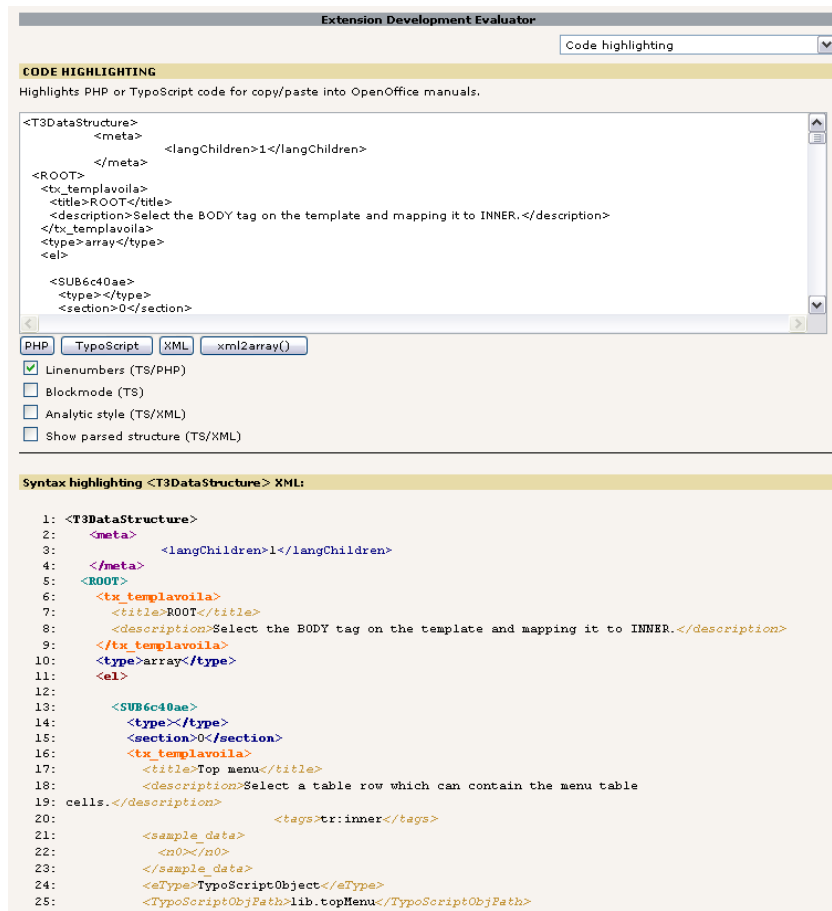 Extension Development Evaluator
Code highlighting
CODE HIGHLIGHTING
Highlights PHP or TypoScript code for copy/paste into OpenOffice manuals.
<T3DataStructure>
<meta>
<langChildren>1</langChildren>
</meta>
<ROOT>
<tx_templavoila>
<title>ROOT</title>
<description>Select the BODY tag on the template and mapping it to INNER.</description>
</tx_templavoila>
<type>array</type>
<el>
<SUB6c40ae>
<type></type>
<section>0</section>
PHP TypoScript XML xml2array()
Linenumbers (TS/PHP)
Blockmode (TS)
Analytic style (TS/XML)
Show parsed structure (TS/XML)
Syntax highlighting <T3DataStructure> XML:
1: <T3DataStructure>
2: <meta>
3: <langChildren>1</langChildren>
4: </meta>
5: <ROOT>
6: <tx_templavoila>
7: <title>ROOT</title>
8: <description>Select the BODY tag on the template and mapping it to INNER.</description>
9: </tx_templavoila>
10: <type>array</type>
11: <el>
12:
13: <SUB6c40ae>
14: <type></type>
15: <section>0</section>
16: <tx_templavoila>
17: <title>Top menu</title>
18: <description>Select a table row which can contain the menu table
19: cells.</description>
20: <tags>tr:inner</tags>
21: <sample_data>
22: <n0></n0>
23: </sample_data>
24: <eType>TypoScriptObject</eType>
25: <TypoScriptObjPath>lib.topMenu</TypoScriptObjPath>